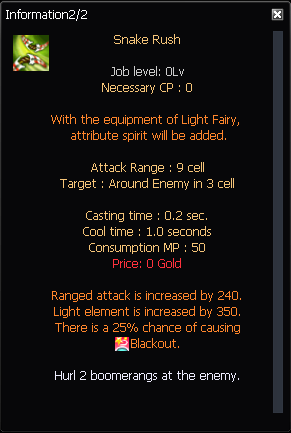 Information2/2
Snake Rush
Job level: 0Lv
Necessary CP : 0
With the equipment of Light Fairy,
attribute spirit will be added.
Attack Range : 9 cell
Target : Around Enemy in 3 cell
Casting time : 0.2 sec.
Cool time : 1.0 seconds
Consumption MP : 50
Price: 0 Gold
Ranged attack is increased by 240.
Light element is increased by 350.
There is a 25% chance of causing
Blackout.
Hurl 2 boomerangs at the enemy.